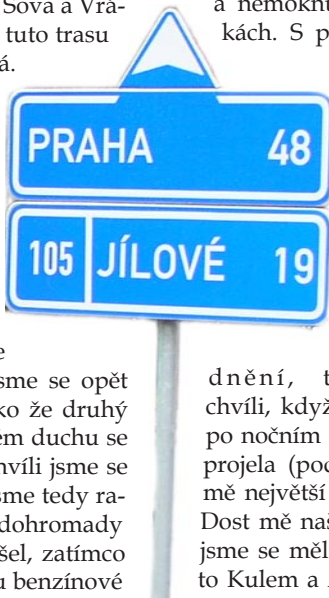 Sova a Vrá-
tuto trasu
á.
PRAHA 48
105 JÍLOVÉ 19
e
sme se opět
ko že druhý
ém duchu se
hvíli jsme se
sme tedy ra-
dohromady
šel, zatímco
u benzínové
a nemoknu
kách. S p
dnění, t
chvíli, když
po nočním
projela (pod
mě největší
Dost mě naš
jsme se měl
to Kulem a